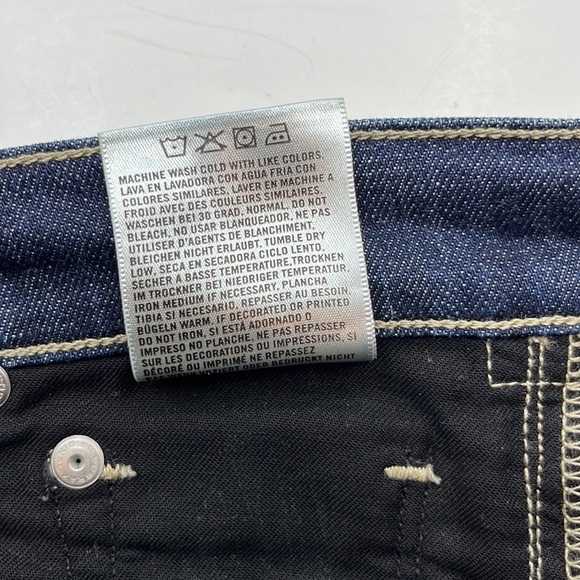 MACHINE WASH COLD WITH LIKE COLORS,
LAVA EN LAVADORA CON AGUA FRIA CON
COLORES SIMILARES, LAVER EN MACHINE A
FROID AVEC DES COULEURS SIMILAIRES.
WASCHEN BEI 30 GRAD. NORMAL, DO NOT
BLEACH, NO USAR BLANQUEADOR, NE PAS
UTILISER D'AGENTS DE BLANCHIMENT,
BLEICHEN NICHT ERLAUBT. TUMBLE DRY
LOW, SECA EN SECADORA CICLO LENTO,
SÉCHER À BASSE TEMPERATURE,TROCKNEN
IM TROCKNER BEI NIEDRIGER TEMPERATUR,
IRON MEDIUM IF NECESSARY, PLANCHA
TIBIA SI NECESARIO, REPASSER AU BESOIN,
BÜGELN WARM, IF DECORATED OR PRINTED
DO NOT IRON, SI ESTÁ ADORNADO O
IMPRESO NO PLANCHE, NE PAS REPASSER
SUR LES DECORATIONS OU IMPRESSION
DÉCORÉ OU IMPRIMÉ NE REPASSEZ
ODER BEDRUCKT NICHT